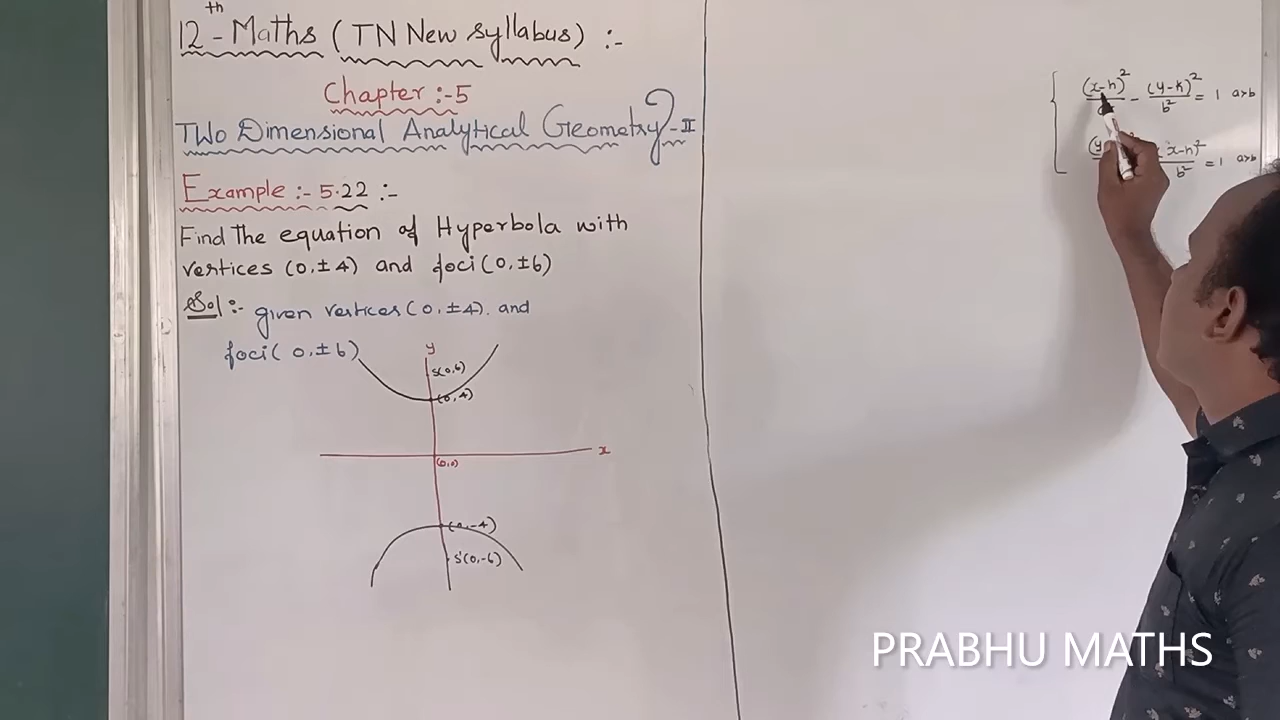 12th - Maths (TN New Syllabus) :-
Chapter :-5
Two Dimensional Analytical Geometry-II
Example :- 5.22 :-
Find The equation of Hyperbola with
vertices (0,±4) and foci (0,±6)
Sol :- given vertices (0,±4). and
foci (0,±6)
y
S(0,6)
(0,4)
x
(0,0)
(0,-4)
S'(0,-6)
(x-h)² - (y-k)²/b² = 1 a>b
(y x-h)²/b² = 1 a>b
PRABHU MATHS